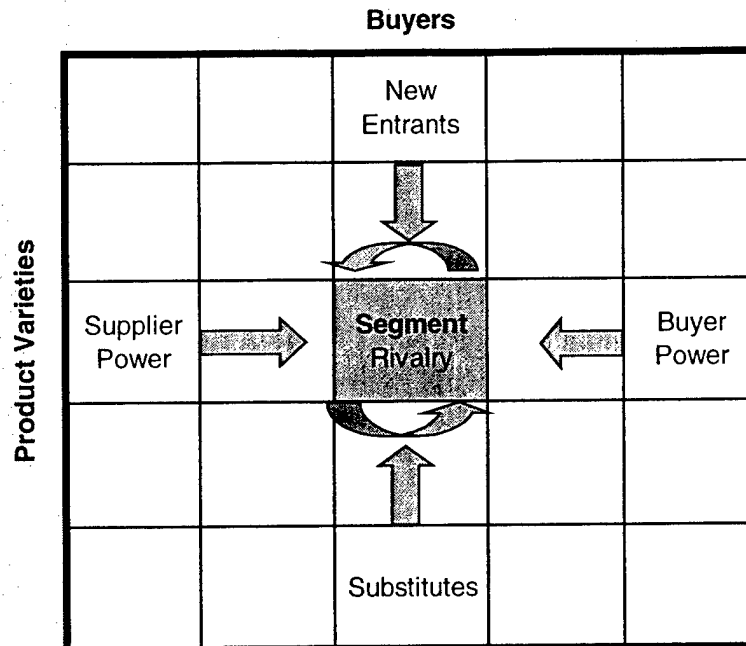 Buyers
New
Entrants
Product Varieties
Supplier
Power
Segment
Rivalry
Buyer
Power
Substitutes